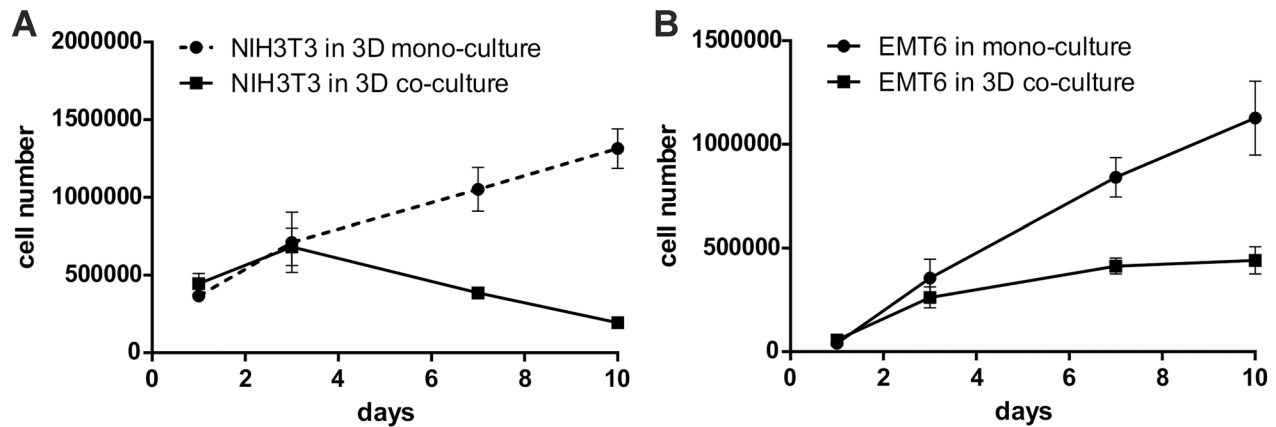 A
2000000
1500000
1000000
500000
0
cell number
0 2 4 6 8 10
days
NIH3T3 in 3D mono-culture
NIH3T3 in 3D co-culture
B
1500000
1000000
500000
0
cell number
0 2 4 6 8 10
days
EMT6 in mono-culture
EMT6 in 3D co-culture